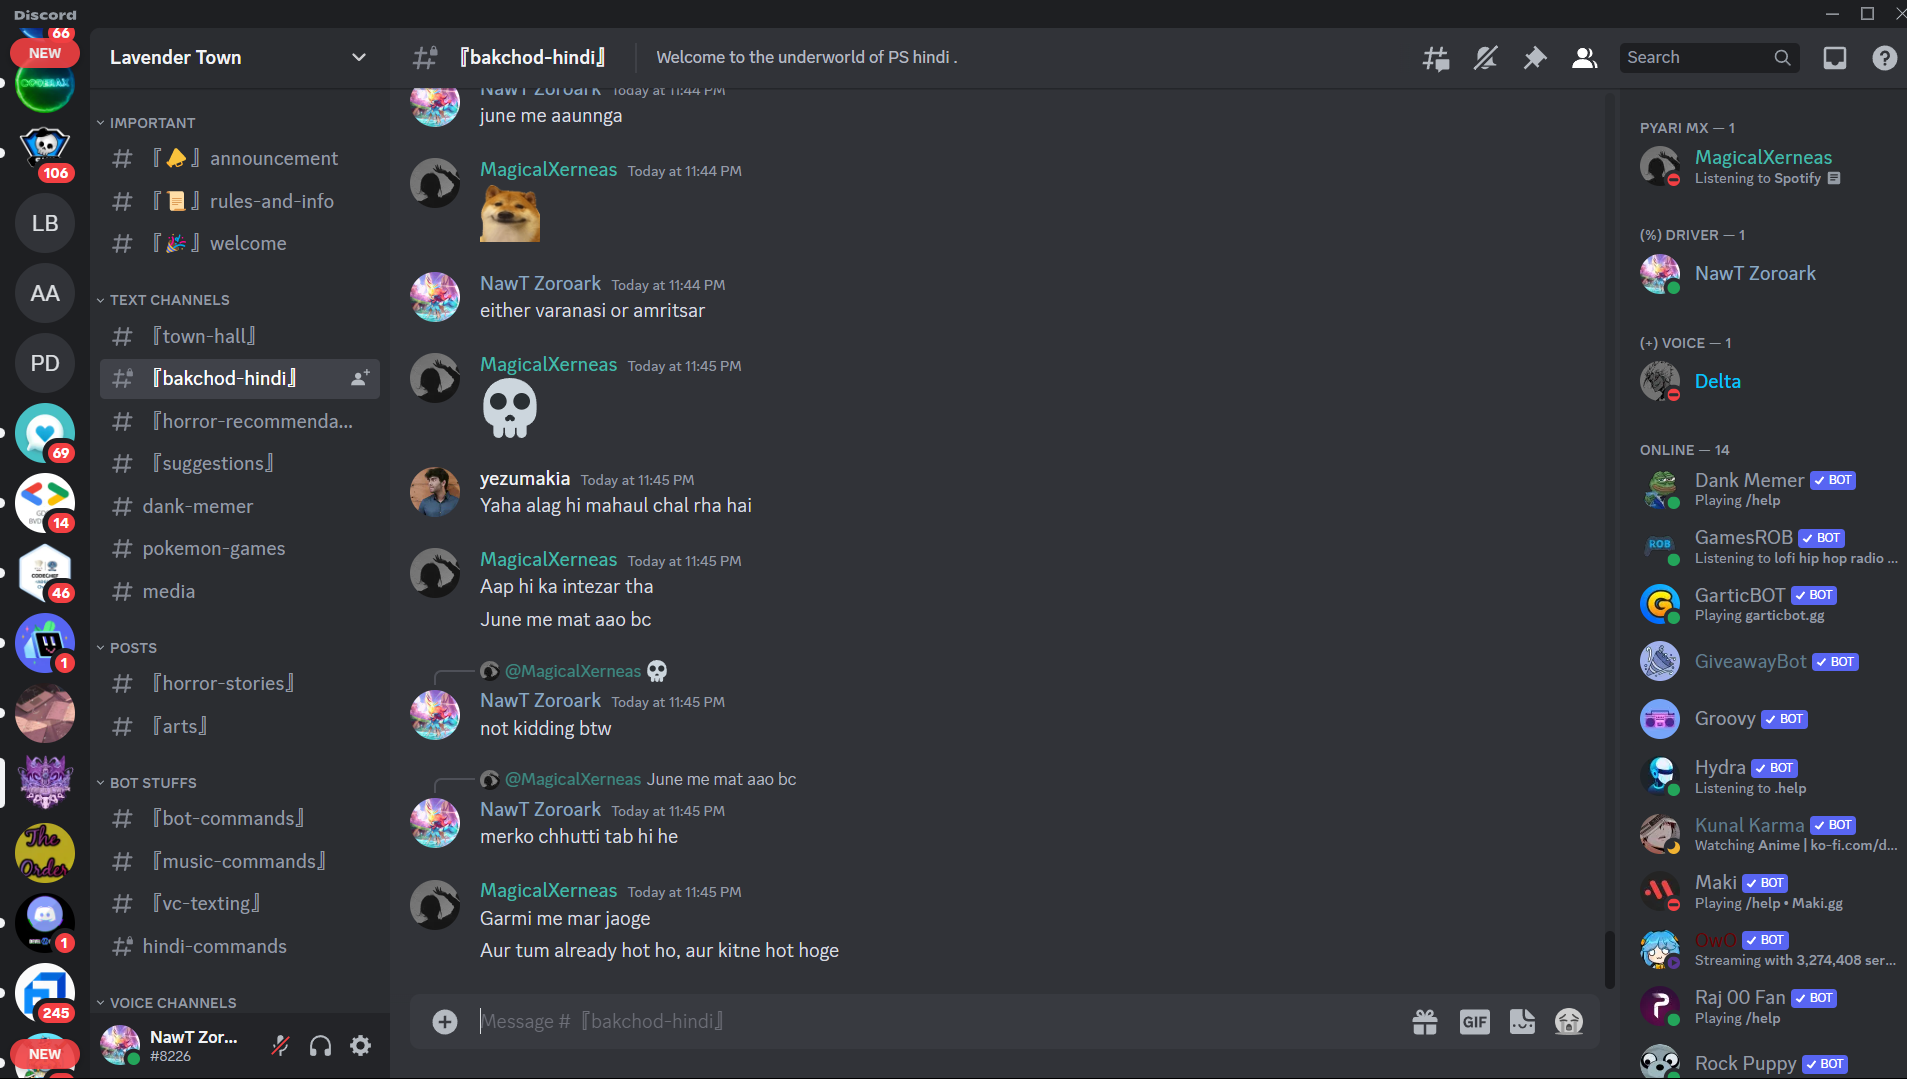 Discord
66
NEW
106
LB
AA
PD
69
14
CODECHEF
46
1
The
Order
1
245
NEW
Lavender Town
IMPORTANT
『📣』announcement
『📜』rules-and-info
『🎉』welcome
TEXT CHANNELS
『town-hall』
『bakchod-hindi』
『horror-recommenda...
『suggestions』
dank-memer
pokemon-games
media
POSTS
『horror-stories』
『arts』
BOT STUFFS
『bot-commands』
『music-commands』
『vc-texting』
hindi-commands
VOICE CHANNELS
NawT Zor...
#8226
『bakchod-hindi』 Welcome to the underworld of PS hindi .
Search
NawT Zoroark Today at 11:44 PM
june me aaunnga
MagicalXerneas Today at 11:44 PM
NawT Zoroark Today at 11:44 PM
either varanasi or amritsar
MagicalXerneas Today at 11:45 PM
yezumakia Today at 11:45 PM
Yaha alag hi mahaul chal rha hai
MagicalXerneas Today at 11:45 PM
Aap hi ka intezar tha
June me mat aao bc
@MagicalXerneas 💀
NawT Zoroark Today at 11:45 PM
not kidding btw
@MagicalXerneas June me mat aao bc
NawT Zoroark Today at 11:45 PM
merko chhutti tab hi he
MagicalXerneas Today at 11:45 PM
Garmi me mar jaoge
Aur tum already hot ho, aur kitne hot hoge
Message #『bakchod-hindi』
GIF
PYARI MX — 1
MagicalXerneas
Listening to Spotify
(%) DRIVER — 1
NawT Zoroark
(+) VOICE — 1
Delta
ONLINE — 14
Dank Memer BOT
Playing /help
ROB
GamesROB BOT
Listening to lofi hip hop radio ...
GarticBOT BOT
Playing garticbot.gg
GiveawayBot BOT
Groovy BOT
Hydra BOT
Listening to .help
Kunal Karma BOT
Watching Anime | ko-fi.com/d...
Maki BOT
Playing /help • Maki.gg
OwO BOT
Streaming with 3,274,408 ser...
Raj 00 Fan BOT
Playing /help
Rock Puppy BOT